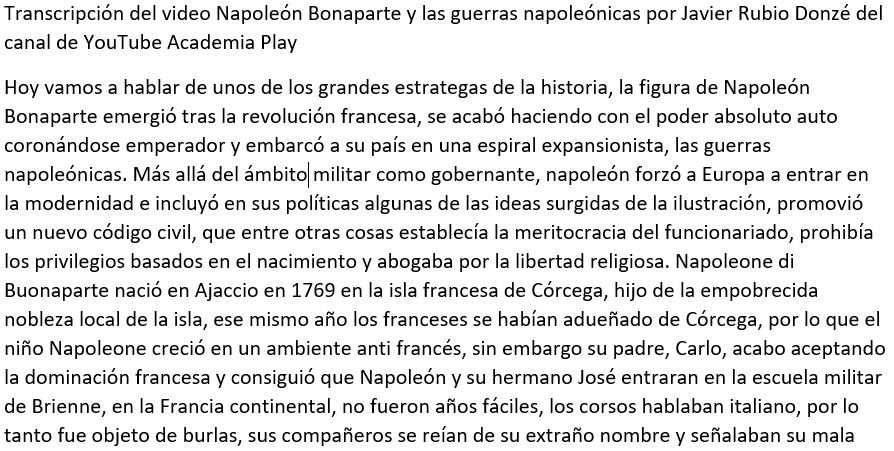 Transcripción del video Napoleón Bonaparte y las guerras napoleónicas por Javier Rubio Donzé del
canal de YouTube Academia Play
Hoy vamos a hablar de unos de los grandes estrategas de la historia, la figura de Napoleón
Bonaparte emergió tras la revolución francesa, se acabó haciendo con el poder absoluto auto
coronándose emperador y embarcó a su país en una espiral expansionista, las guerras
napoleónicas. Más allá del ámbito militar como gobernante, napoleón forzó a Europa a entrar en
la modernidad e incluyó en sus políticas algunas de las ideas surgidas de la ilustración, promovió
un nuevo código civil, que entre otras cosas establecía la meritocracia del funcionariado, prohibía
los privilegios basados en el nacimiento y abogaba por la libertad religiosa. Napoleone di
Buonaparte nació en Ajaccio en 1769 en la isla francesa de Córcega, hijo de la empobrecida
nobleza local de la isla, ese mismo año los franceses se habían adueñado de Córcega, por lo que el
niño Napoleone creció en un ambiente anti francés, sin embargo su padre, Carlo, acabo aceptando
la dominación francesa y consiguió que Napoleón y su hermano José entraran en la escuela militar
de Brienne, en la Francia continental, no fueron años fáciles, los corsos hablaban italiano, por lo
tanto fue objeto de burlas, sus compañeros se reían de su extraño nombre y señalaban su mala